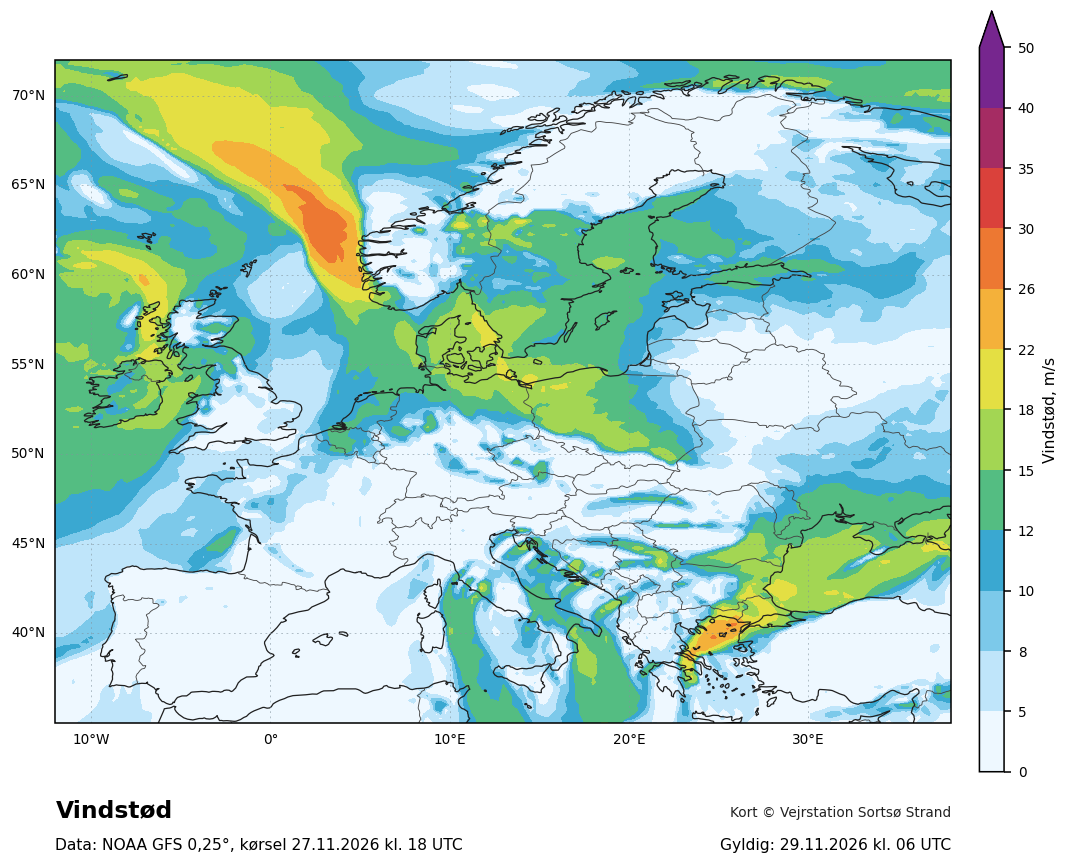 70°N
65°N
60°N
55°N
50°N
45°N
40°N
10°W
0°
10°E
20°E
30°E
50
40
35
30
26
22
18
15
12
10
8
5
0
Vindstød, m/s
Vindstød
Kort © Vejrstation Sortsø Strand
Data: NOAA GFS 0,25°, kørsel 27.11.2026 kl. 18 UTC
Gyldig: 29.11.2026 kl. 06 UTC